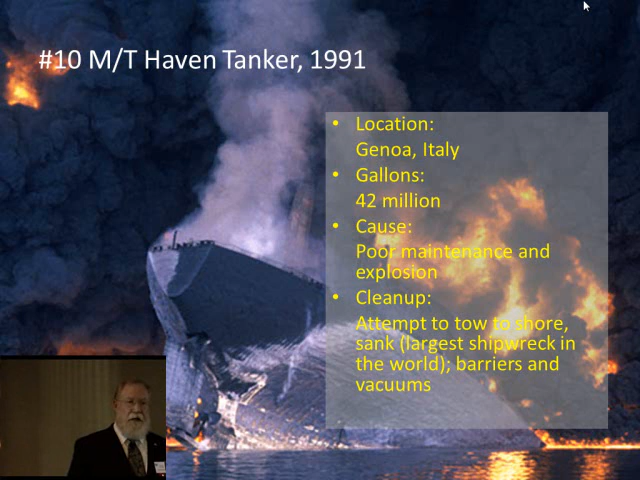 #10 M/T Haven Tanker, 1991
• Location:
Genoa, Italy
• Gallons:
42 million
• Cause:
Poor maintenance and
explosion
• Cleanup:
Attempt to tow to shore,
sank (largest shipwreck in
the world); barriers and
vacuums